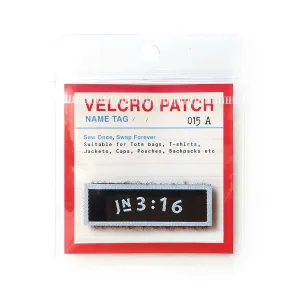 VELCRO PATCH
NAME TAG / / 015 A
Sew Once, Swap Forever
Suitable for Tote bags, T-shirts,
Jackets, Caps, Pouches, Backpacks etc
JN 3:16